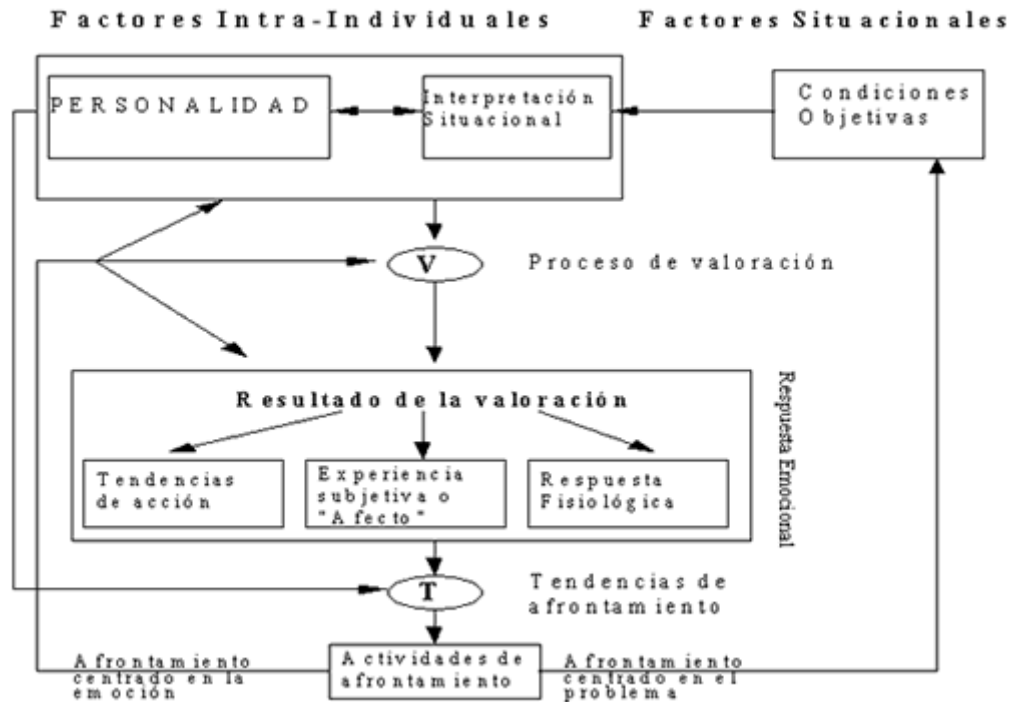 Factores Intra-Individuales
Factores Situacionales
PERSONALIDAD
Interpretación
Situacional
Condiciones
Objetivas
V
Proceso de valoración
Resultado de la valoración
Respuesta Emocional
Tendencias
de acción
Experiencia
subjetiva o
"Afecto"
Respuesta
Fisiológica
T
Tendencias de
afrontamiento
Afrontamiento
centrado en la
emoción
Actividades de
afrontamiento
Afrontamiento
centrado en el
problema